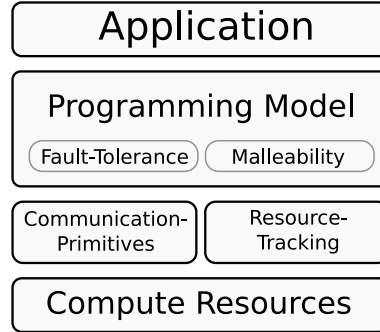 Application
Programming Model
Fault-Tolerance Malleability
Communication-
Primitives
Resource-
Tracking
Compute Resources